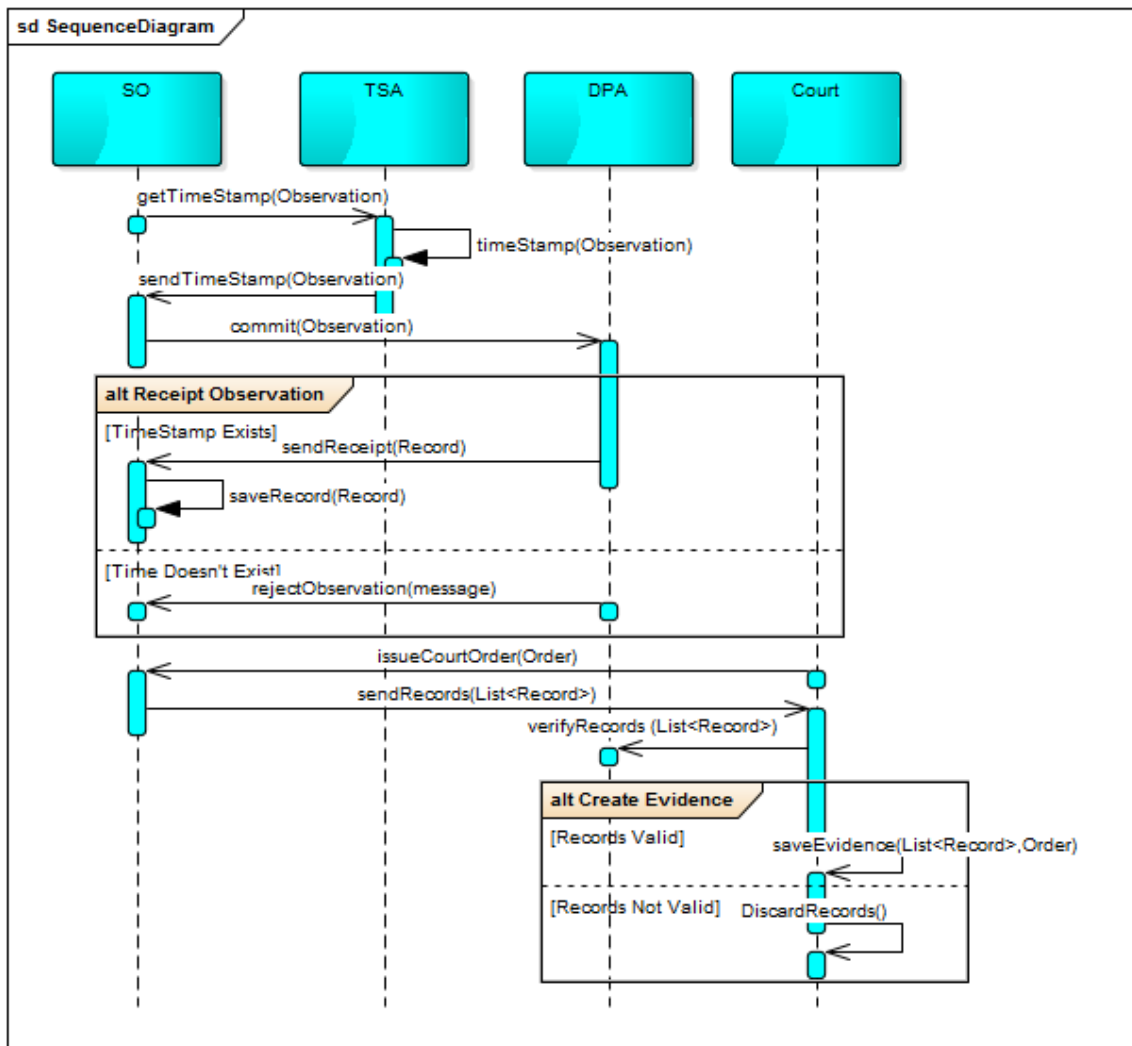 sd SequenceDiagram
SO
TSA
DPA
Court
getTimeStamp(Observation)
timeStamp(Observation)
sendTimeStamp(Observation)
commit(Observation)
alt Receipt Observation
[TimeStamp Exists]
sendReceipt(Record)
saveRecord(Record)
[Time Doesn't Exist]
rejectObservation(message)
issueCourtOrder(Order)
sendRecords(List<Record>)
verifyRecords (List<Record>)
alt Create Evidence
[Records Valid]
saveEvidence(List<Record>,Order)
[Records Not Valid]
DiscardRecords()